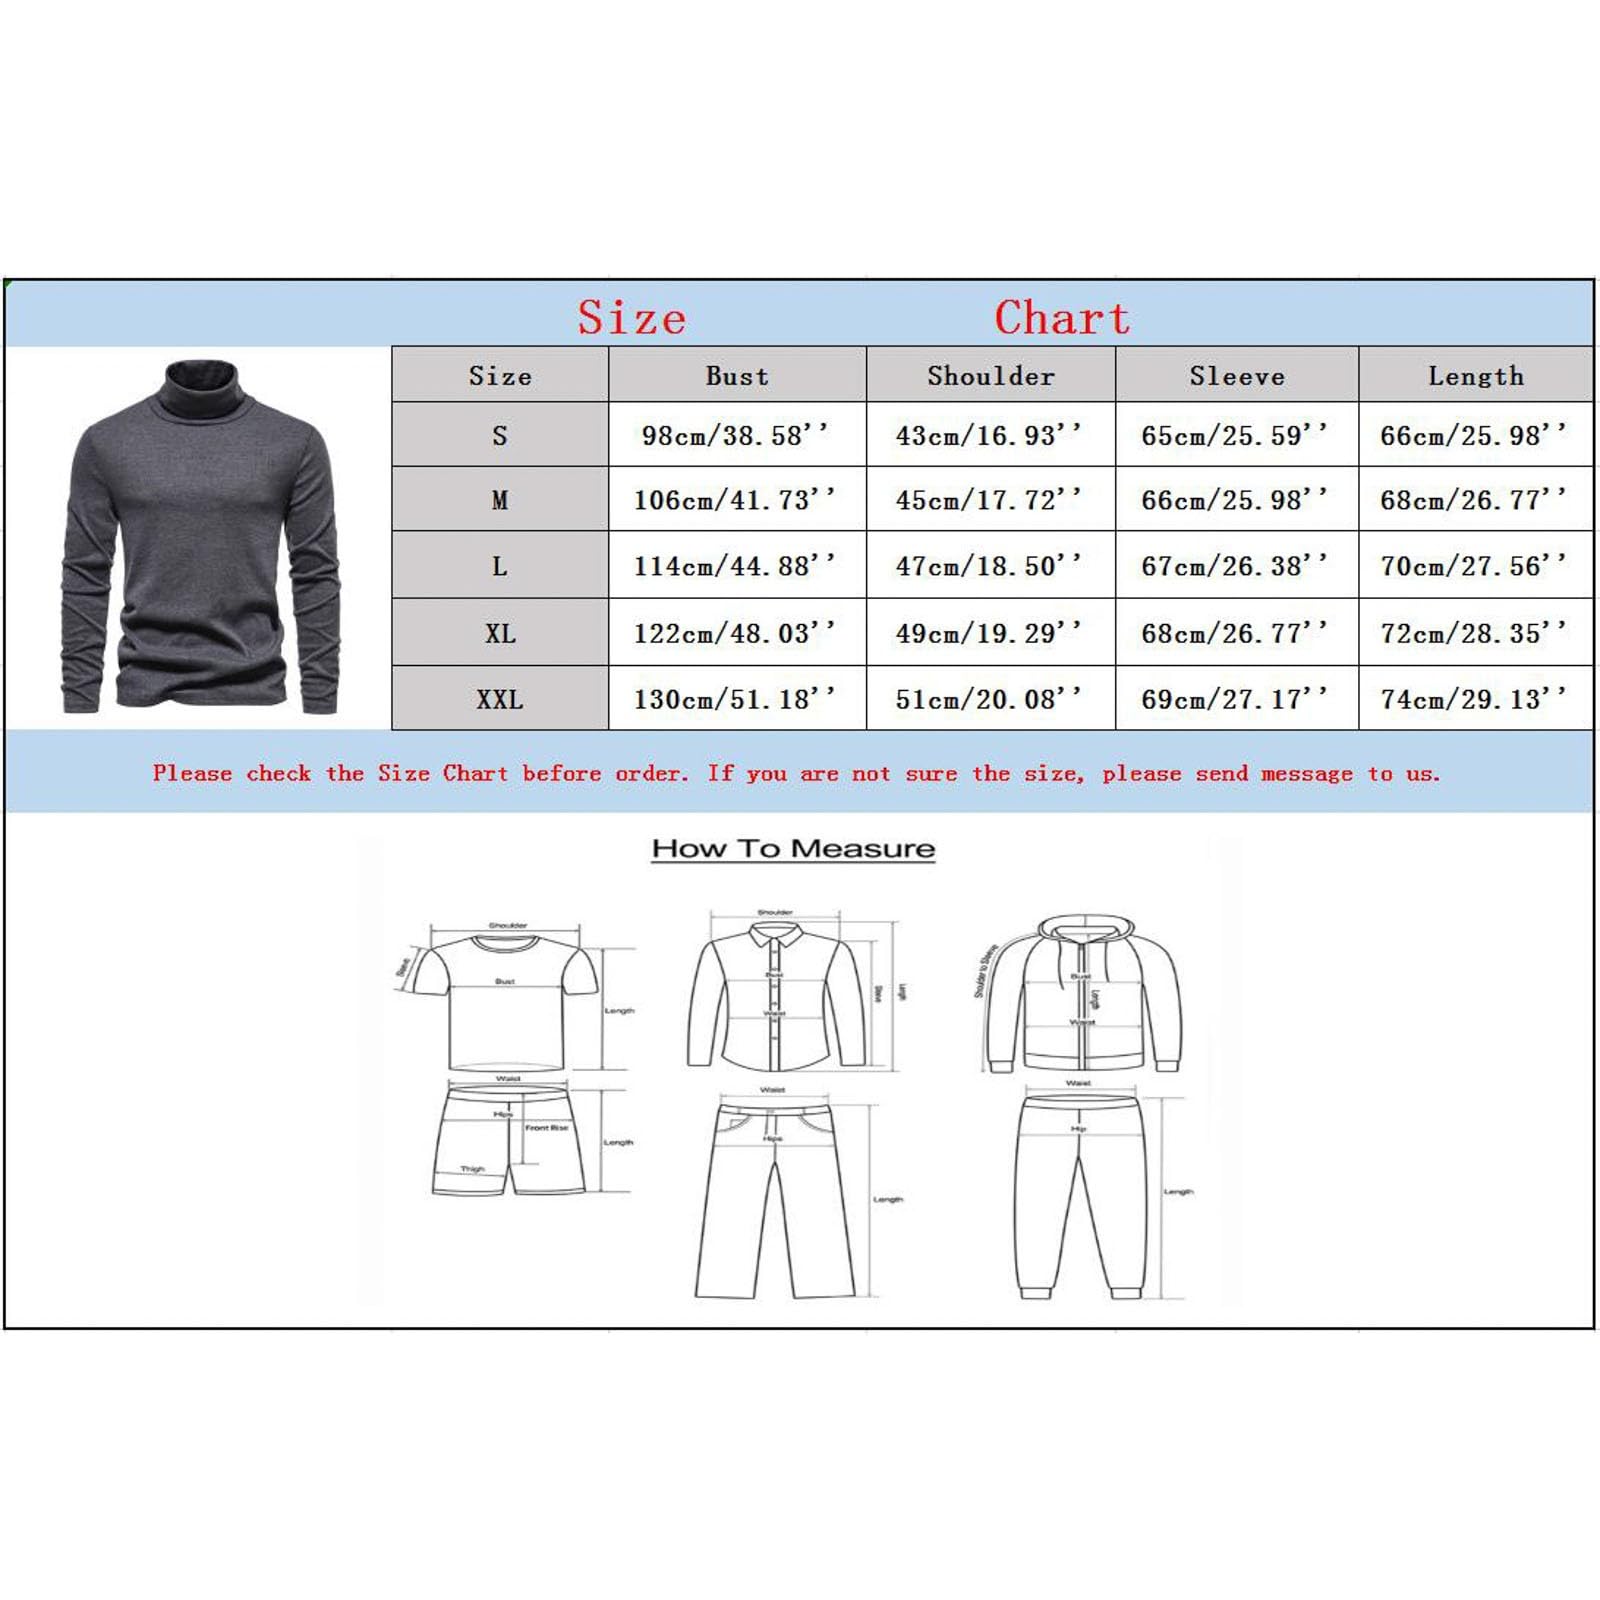 Size Chart
Size Bust Shoulder Sleeve Length
S 98cm/38.58'' 43cm/16.93'' 65cm/25.59'' 66cm/25.98''
M 106cm/41.73'' 45cm/17.72'' 66cm/25.98'' 68cm/26.77''
L 114cm/44.88'' 47cm/18.50'' 67cm/26.38'' 70cm/27.56''
XL 122cm/48.03'' 49cm/19.29'' 68cm/26.77'' 72cm/28.35''
XXL 130cm/51.18'' 51cm/20.08'' 69cm/27.17'' 74cm/29.13''
Please check the Size Chart before order. If you are not sure the size, please send message to us.
How To Measure
Shoulder
Sleeve
Bust
Length
Waist
Hips
Front Rise
Thigh
Length
Shoulder
Bust
Waist
Sleeve
Length
Waist
Hips
Length
Shoulder to Sleeve
Bust
Length
Waist
Waist
Hip
Length